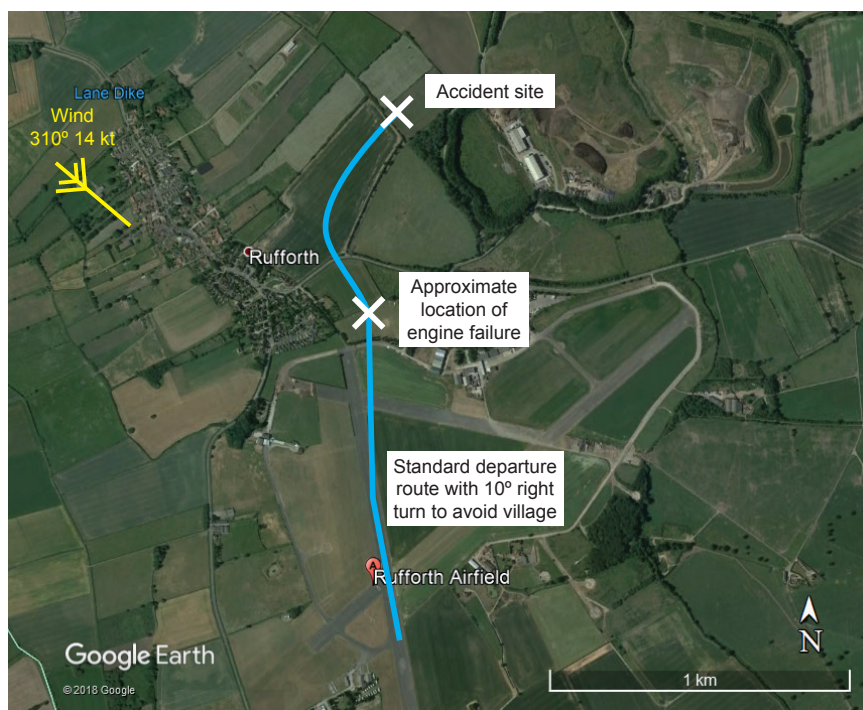 Accident site
Lane Dike
Wind
310º 14 kt
Rufforth
Approximate
location of
engine failure
Standard departure
route with 10º right
turn to avoid village
A
Rufforth Airfield
N
Google Earth
© 2018 Google
1 km